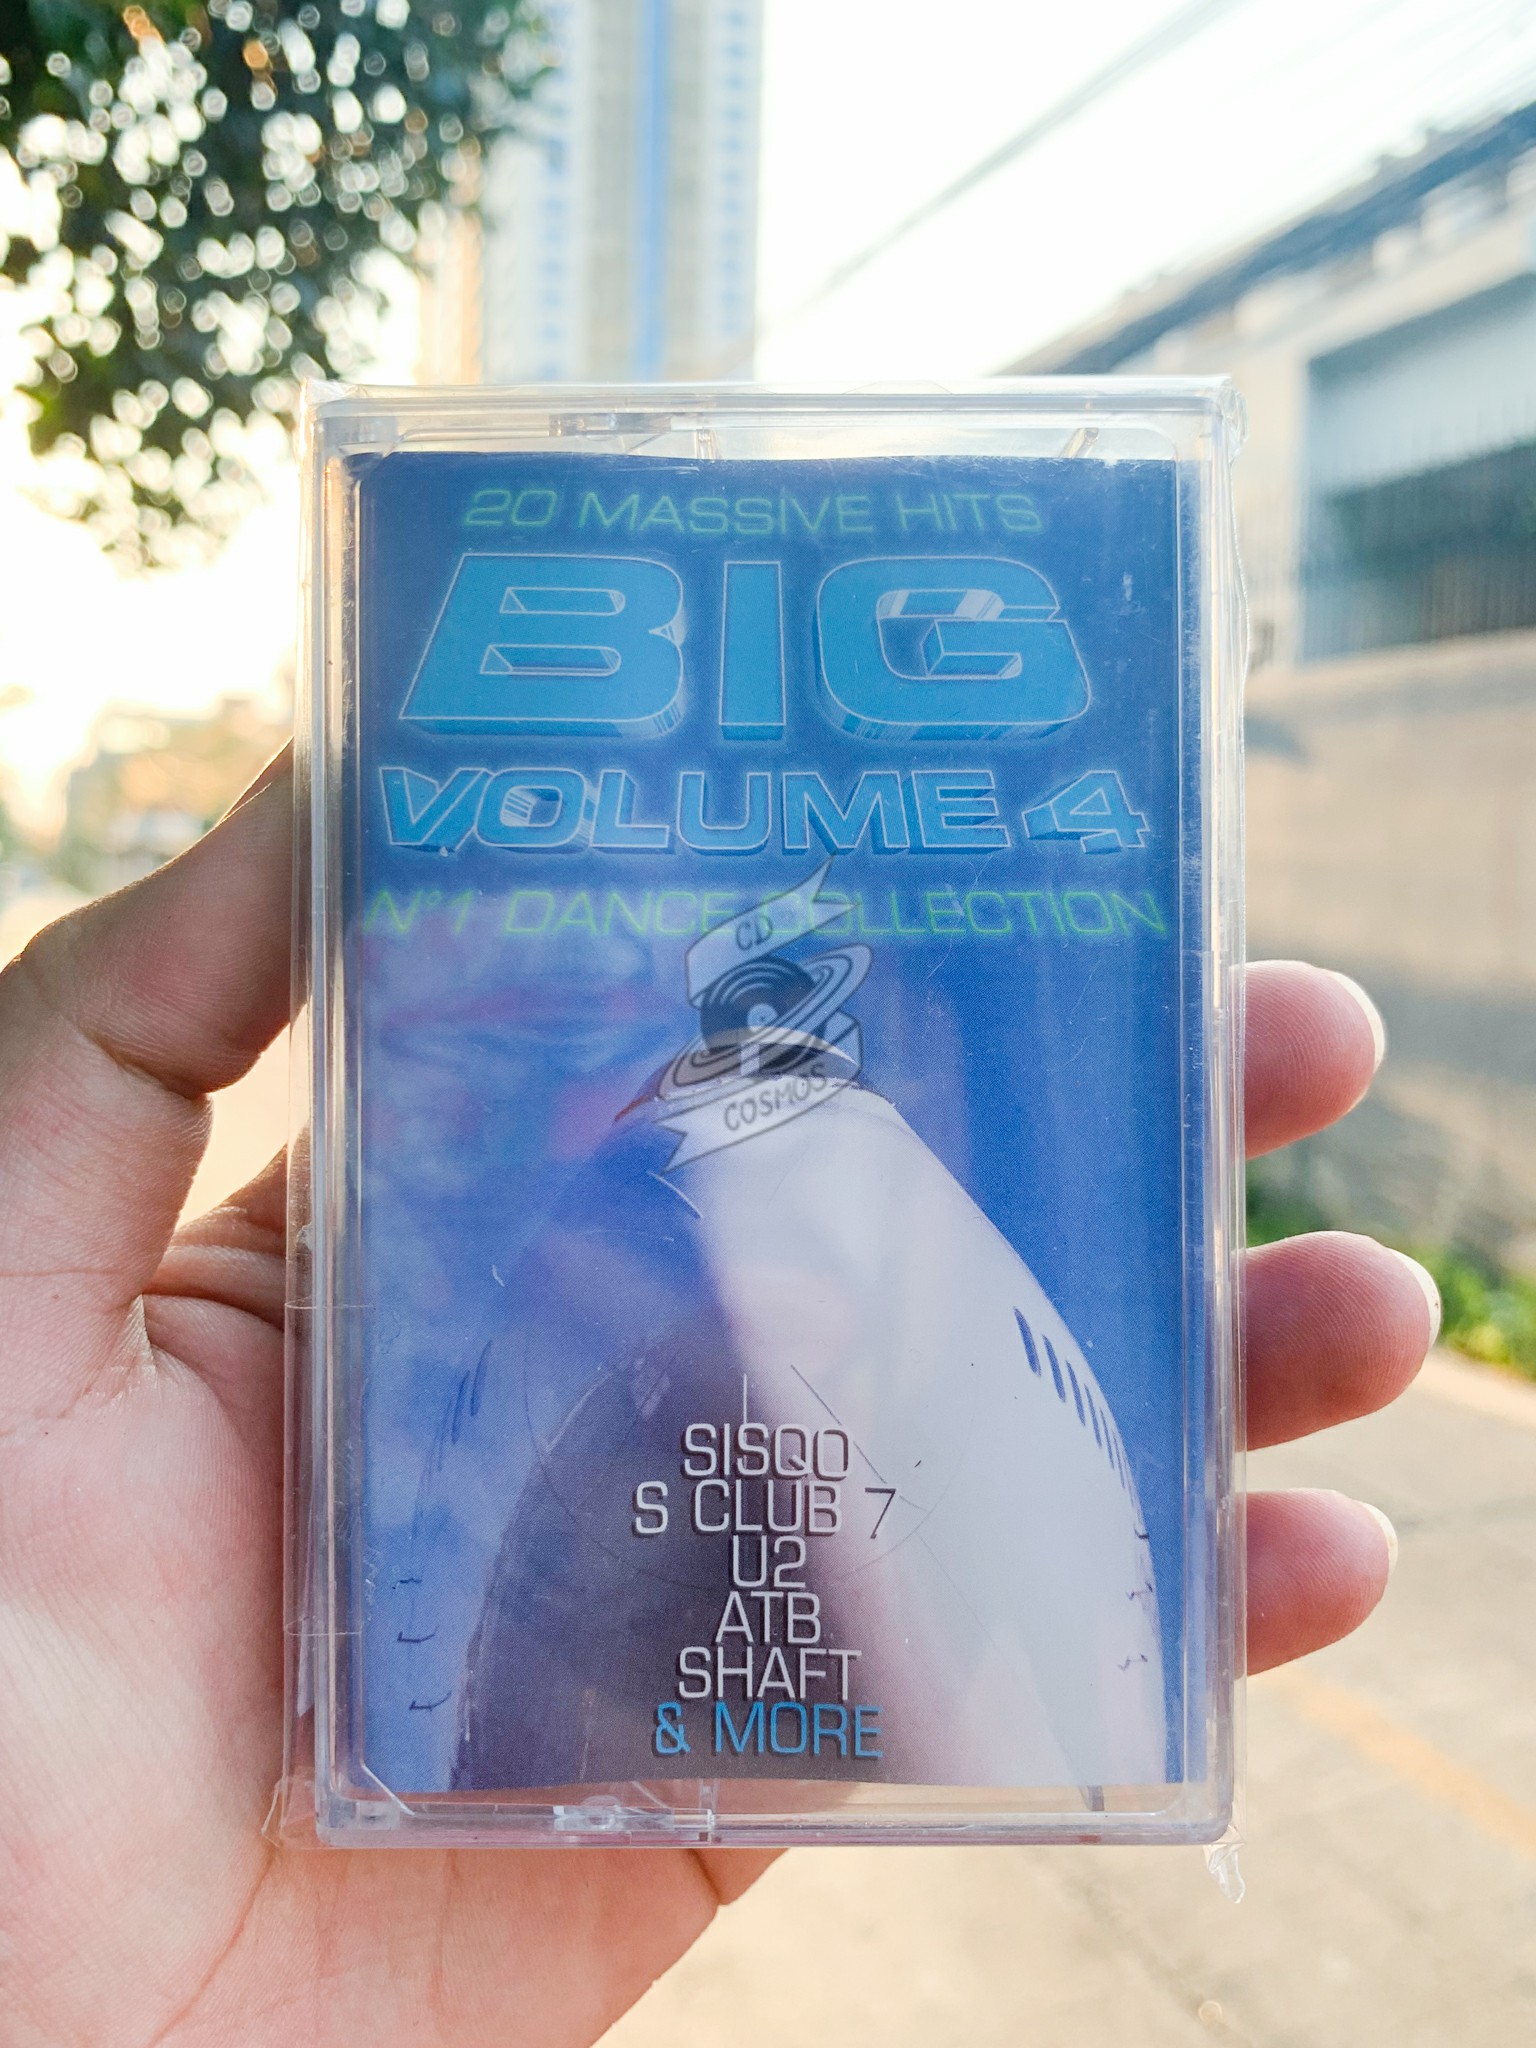 20 MASSIVE HITS
BIG
VOLUME 4
N°1 DANCE COLLECTION
CD
COSMOS
SISQO
S CLUB 7
U2
ATB
SHAFT
& MORE